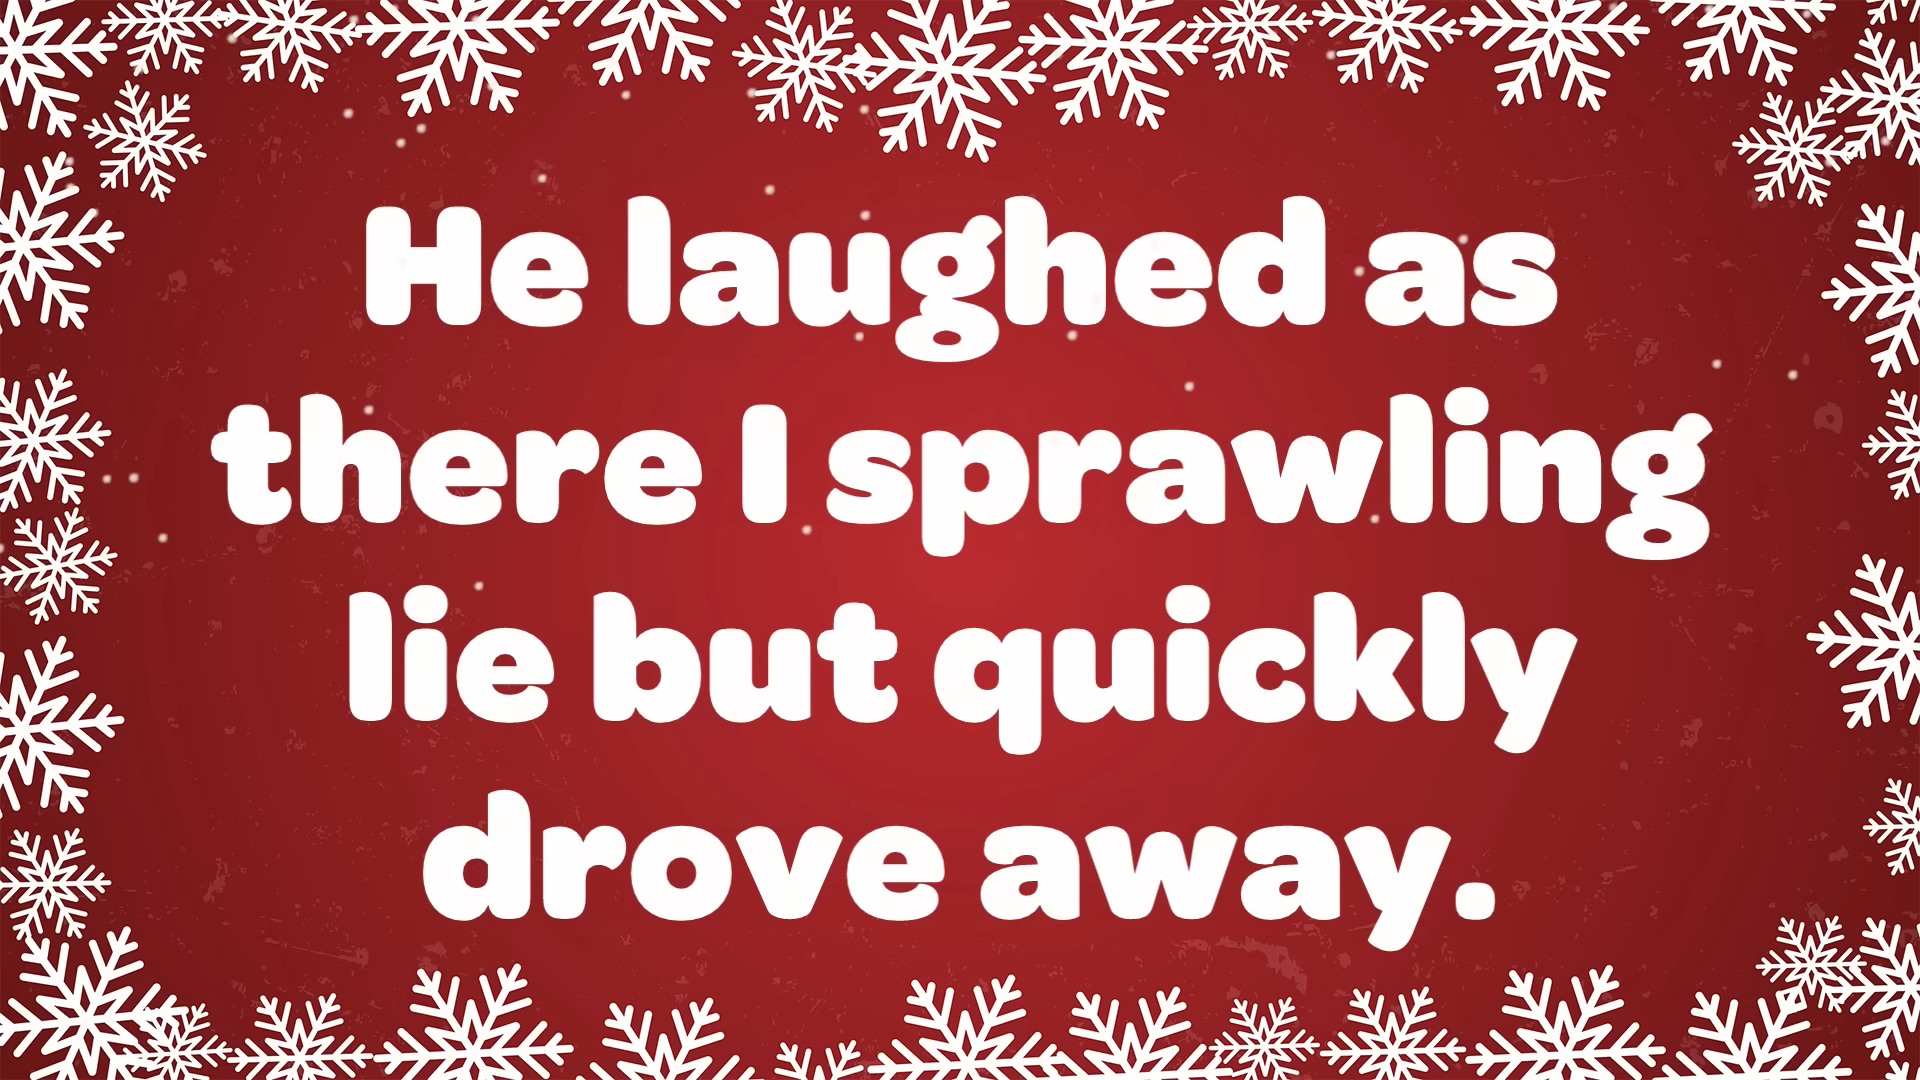 He laughed as
there I sprawling
lie but quickly
drove away.